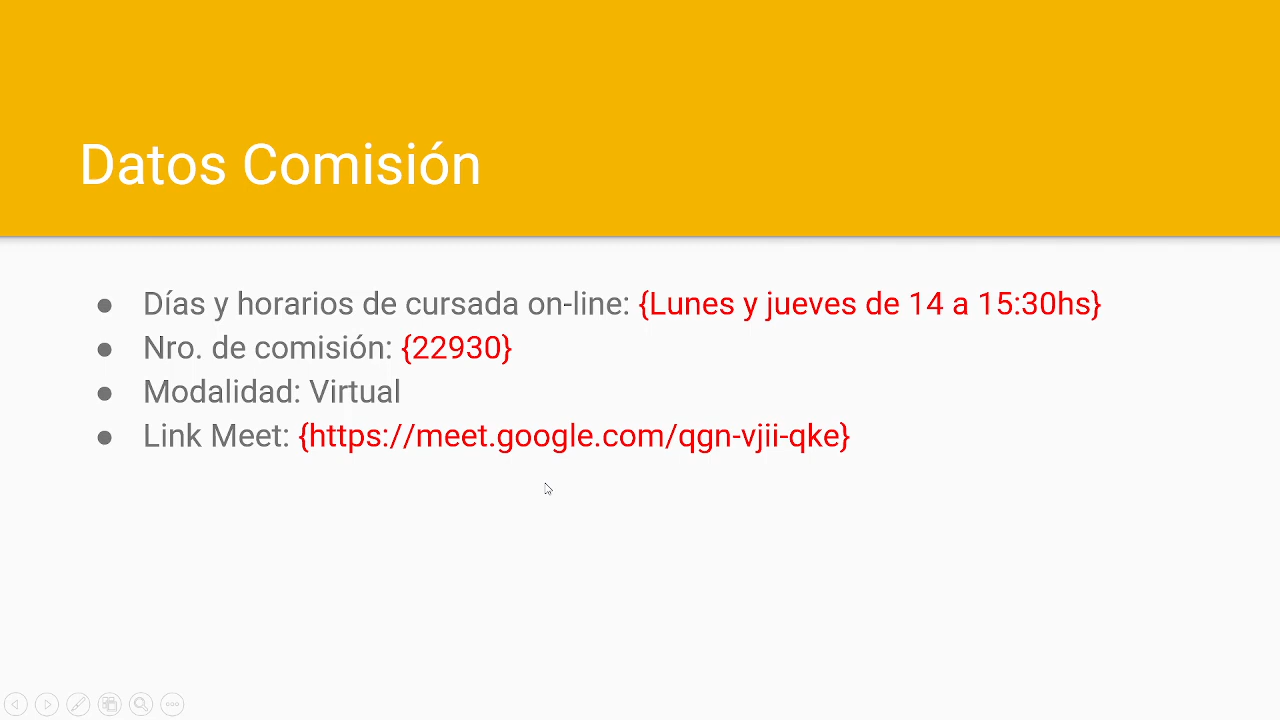 Datos Comisión
● Días y horarios de cursada on-line: {Lunes y jueves de 14 a 15:30hs}
● Nro. de comisión: {22930}
● Modalidad: Virtual
● Link Meet: {https://meet.google.com/qgn-vjii-qke}